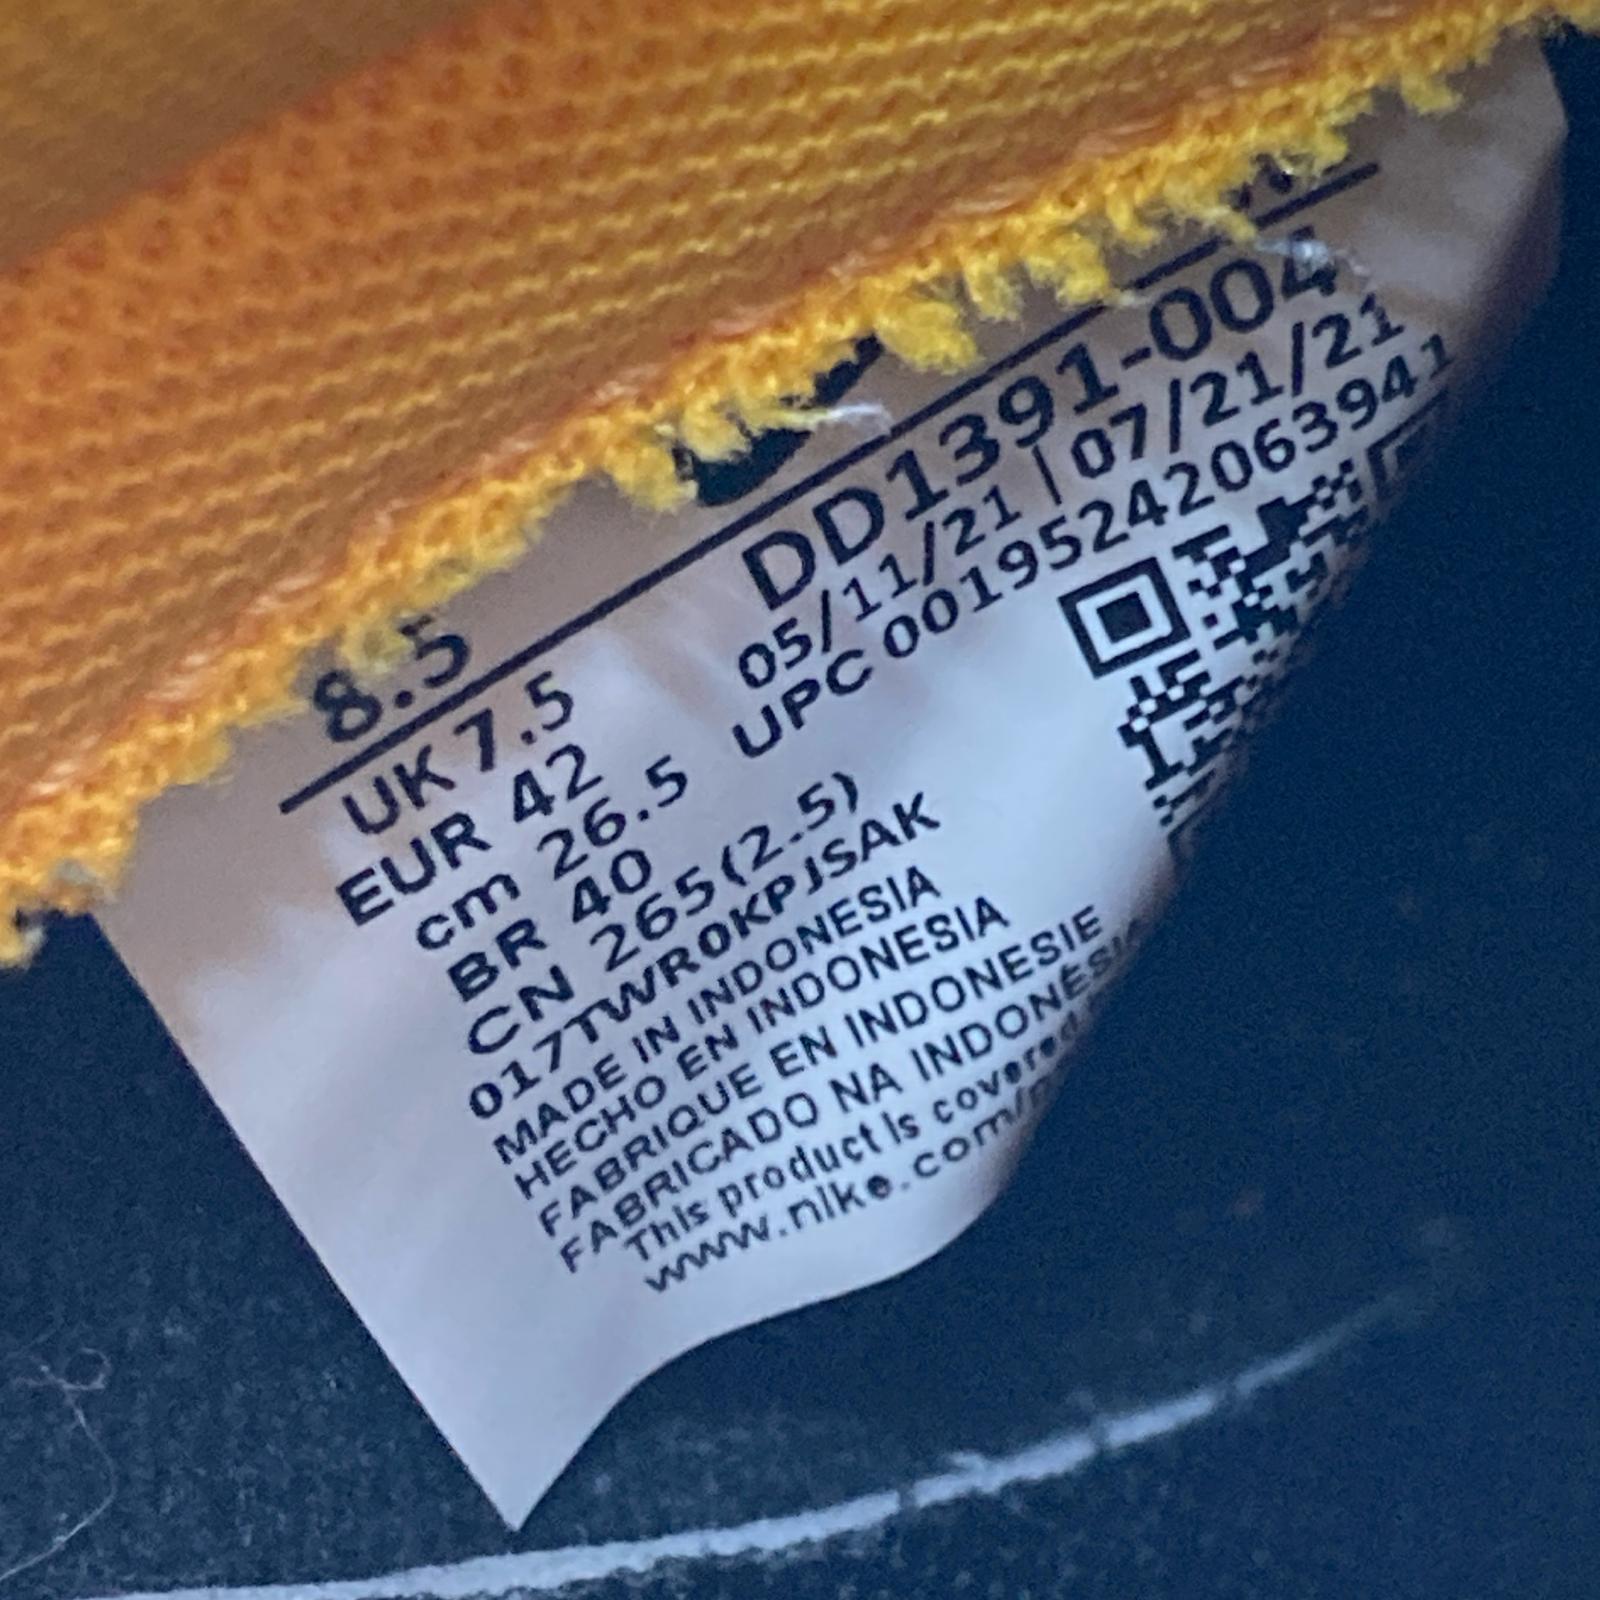 8.5
UK 7.5
EUR 42
cm 26.5
BR 40
CN 265(2.5)
DD1391-004
05/11/21 | 07/21/21
UPC 00195242063941
017TWR0KPJSAK
MADE IN INDONESIA
HECHO EN INDONESIA
FABRIQUE EN INDONESIE
FABRICADO NA INDONÉSI
This product is covered
www.nike.com/